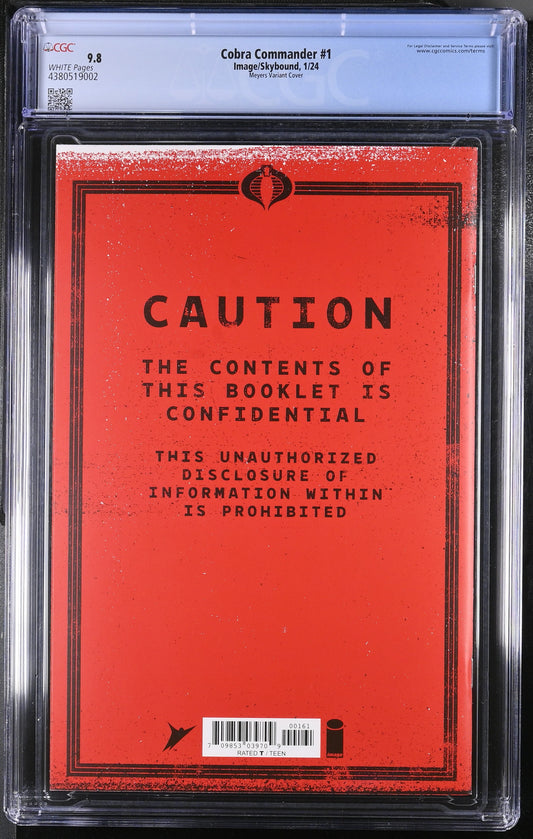 CGC
9.8
WHITE Pages
4380519002
Cobra Commander #1
Image/Skybound, 1/24
Meyers Variant Cover
For Legal Disclaimer and Service Terms please visit:
www.cgccomics.com/terms
CAUTION
THE CONTENTS OF
THIS BOOKLET IS
CONFIDENTIAL
THIS UNAUTHORIZED
DISCLOSURE OF
INFORMATION WITHIN
IS PROHIBITED
00161
7 09853 03970 9
RATED T / TEEN
image